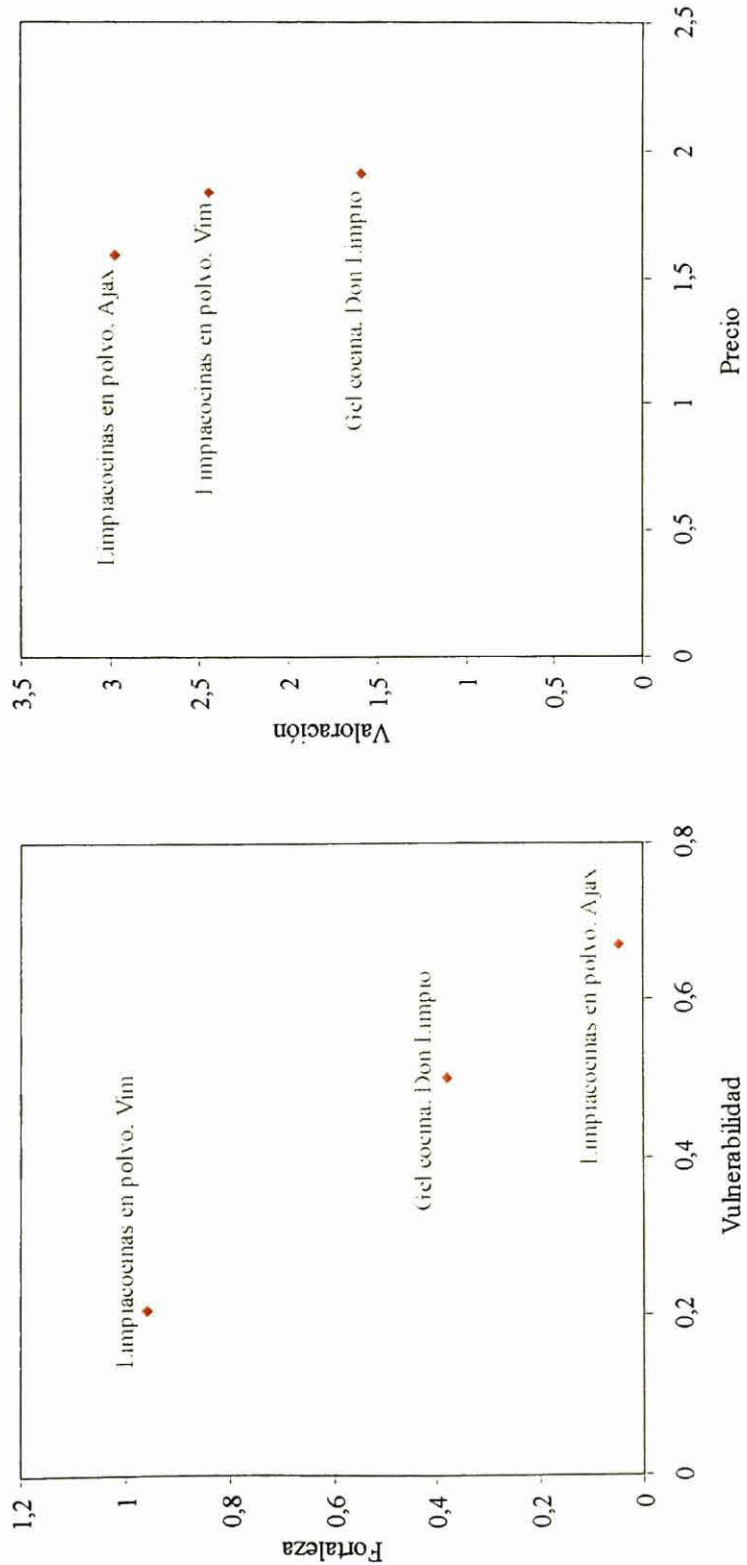 3,5
3
2,5
2
1,5
1
0,5
0
Valoración
Limpiacocinas en polvo. Ajax
Limpiacocinas en polvo. Vim
Gel cocina. Don Limpio
0
0,5
1
1,5
2
2,5
Precio
1,2
1
0,8
0,6
0,4
0,2
0
Fortaleza
Limpiacocinas en polvo. Vim
Gel cocina. Don Limpio
Limpiacocinas en polvo. Ajax
0
0,2
0,4
0,6
0,8
Vulnerabilidad